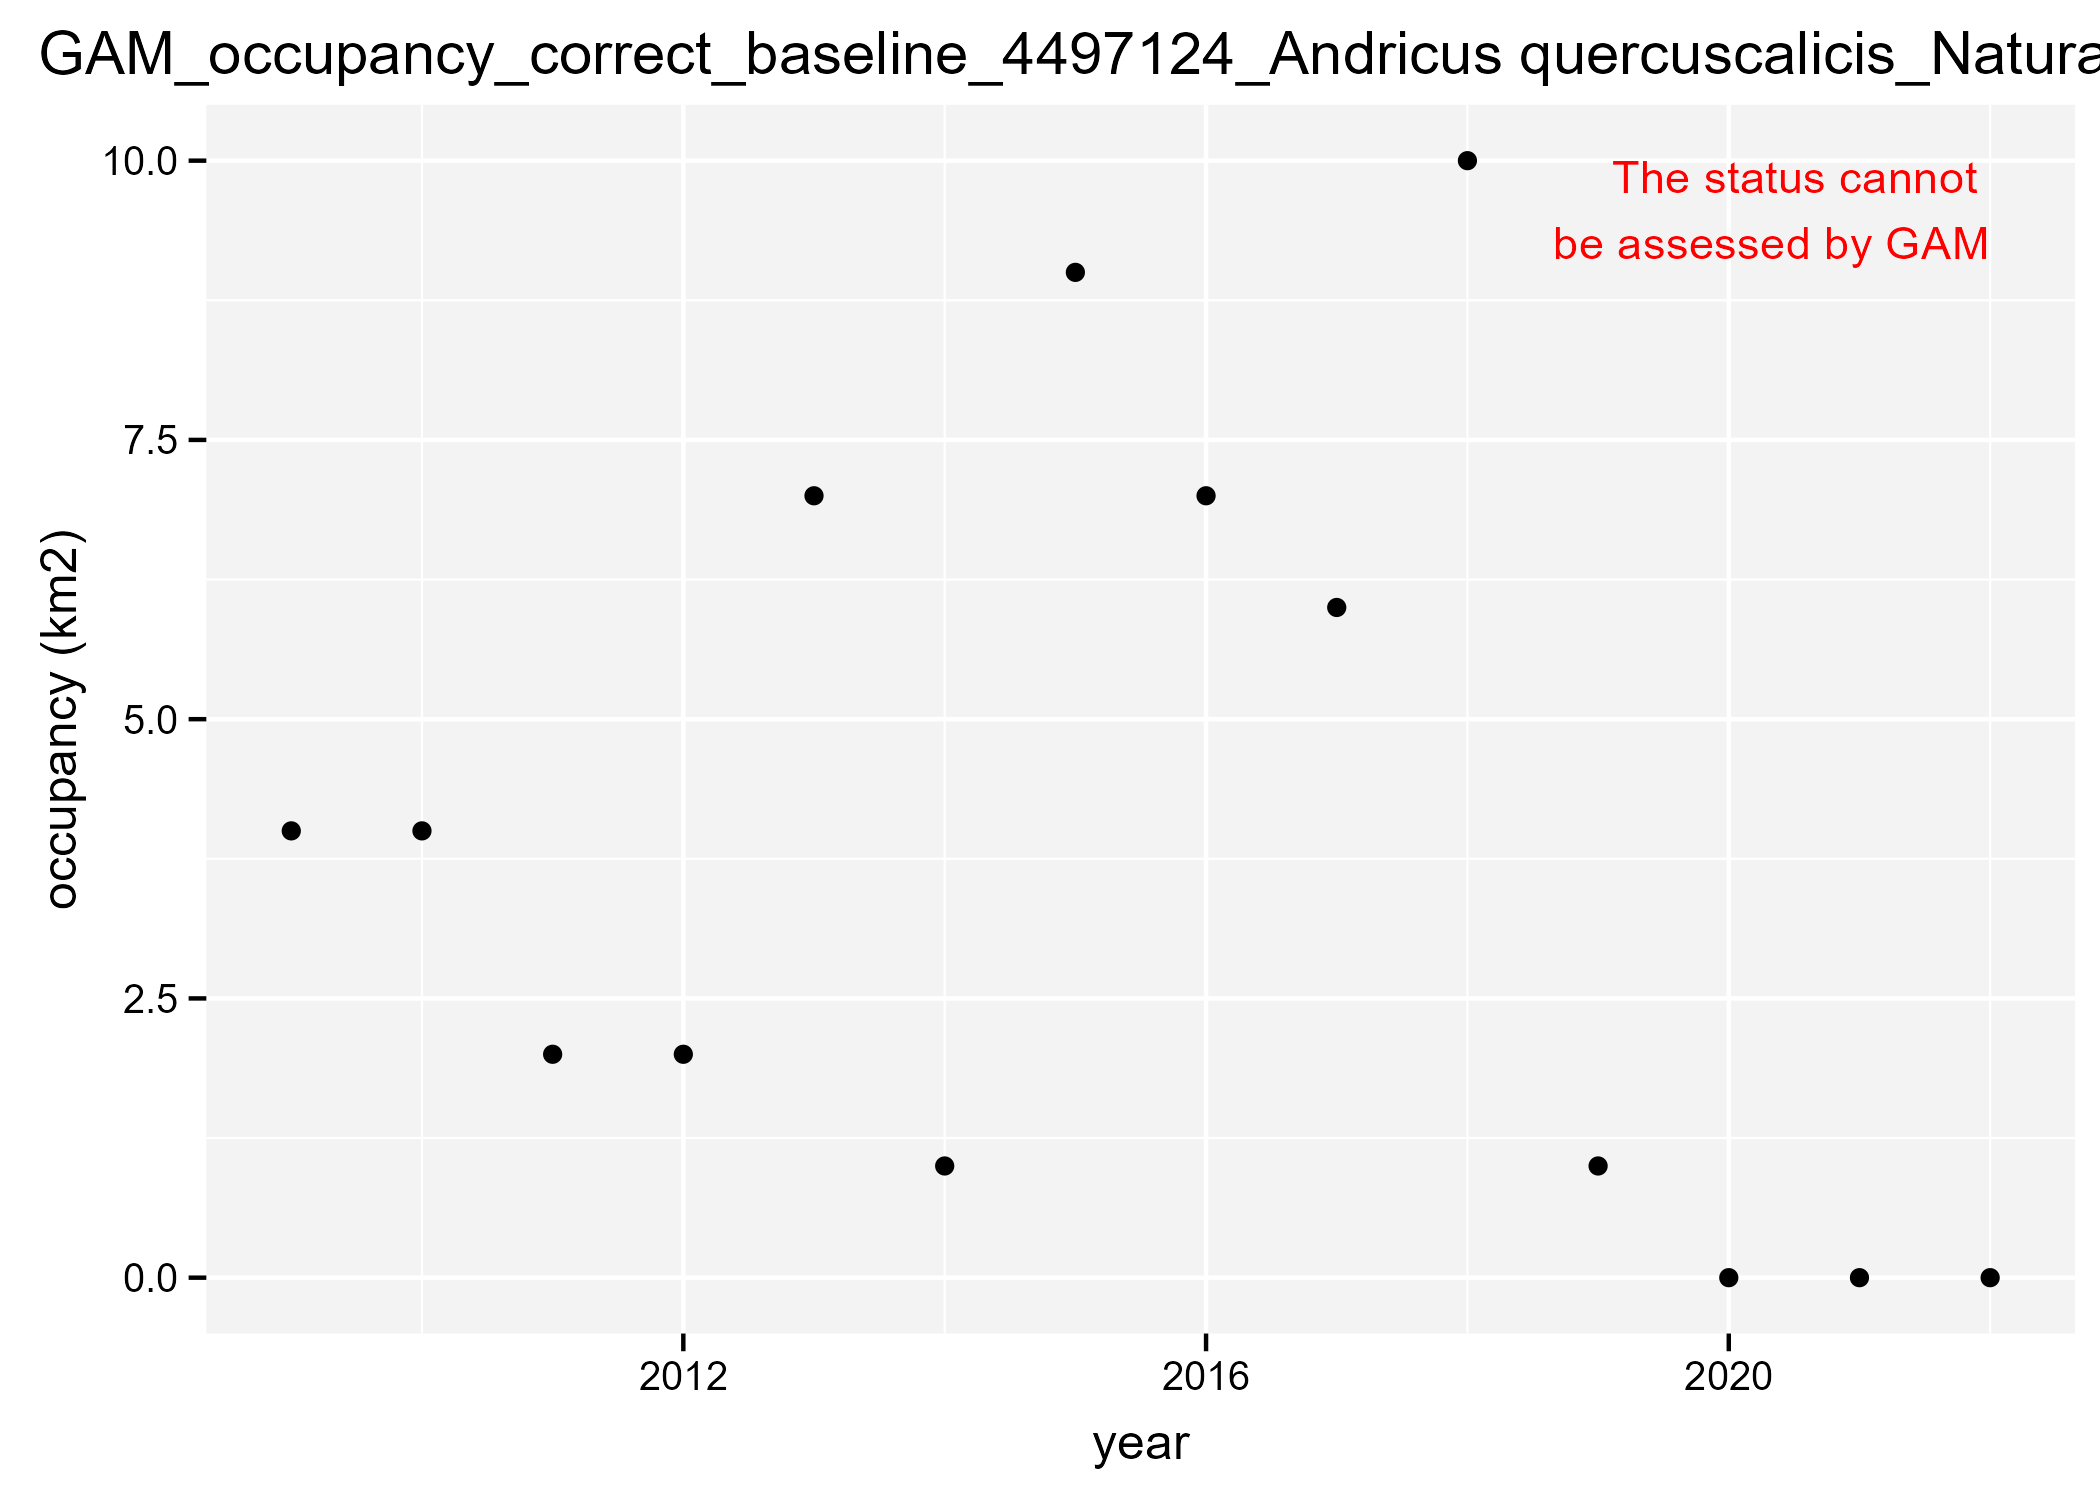 GAM_occupancy_correct_baseline_4497124_Andricus quercuscalicis_Natura
10.0
The status cannot
be assessed by GAM
7.5
5.0
2.5
0.0
occupancy (km2)
2012
2016
2020
year